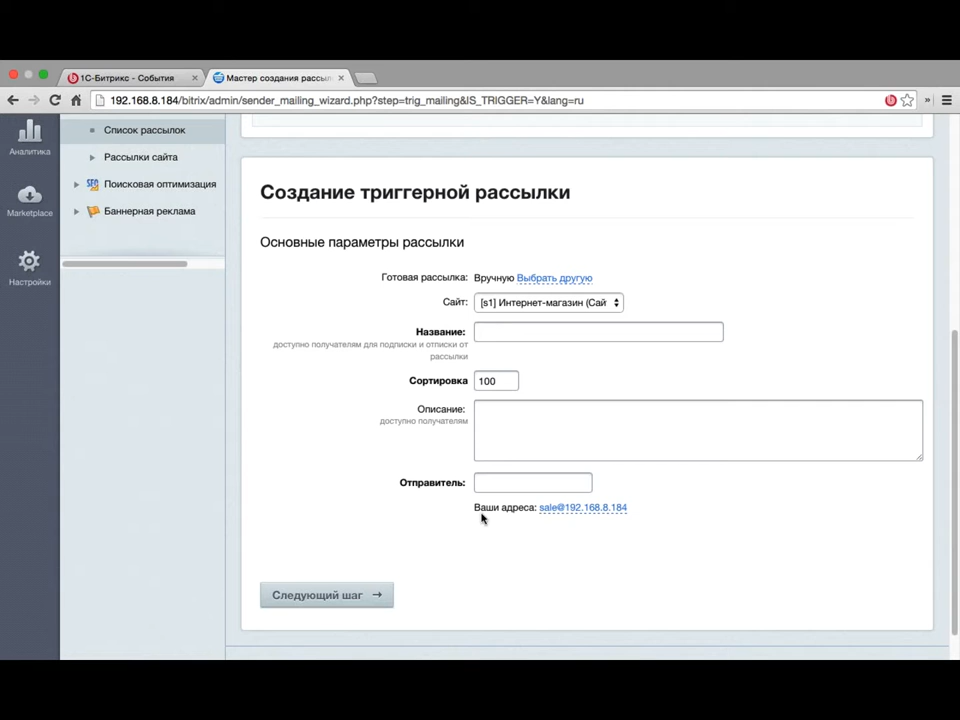 1С-Битрикс - События
Мастер создания рассыл
192.168.8.184/bitrix/admin/sender_mailing_wizard.php?step=trig_mailing&IS_TRIGGER=Y&lang=ru
Аналитика
Marketplace
Настройки
Список рассылок
Рассылки сайта
SEO Поисковая оптимизация
Баннерная реклама
Создание триггерной рассылки
Основные параметры рассылки
Готовая рассылка: Вручную Выбрать другую
Сайт: [s1] Интернет-магазин (Сай
Название:
доступно получателям для подписки и отписки от
рассылки
Сортировка 100
Описание:
доступно получателям
Отправитель:
Ваши адреса: sale@192.168.8.184
Следующий шаг →